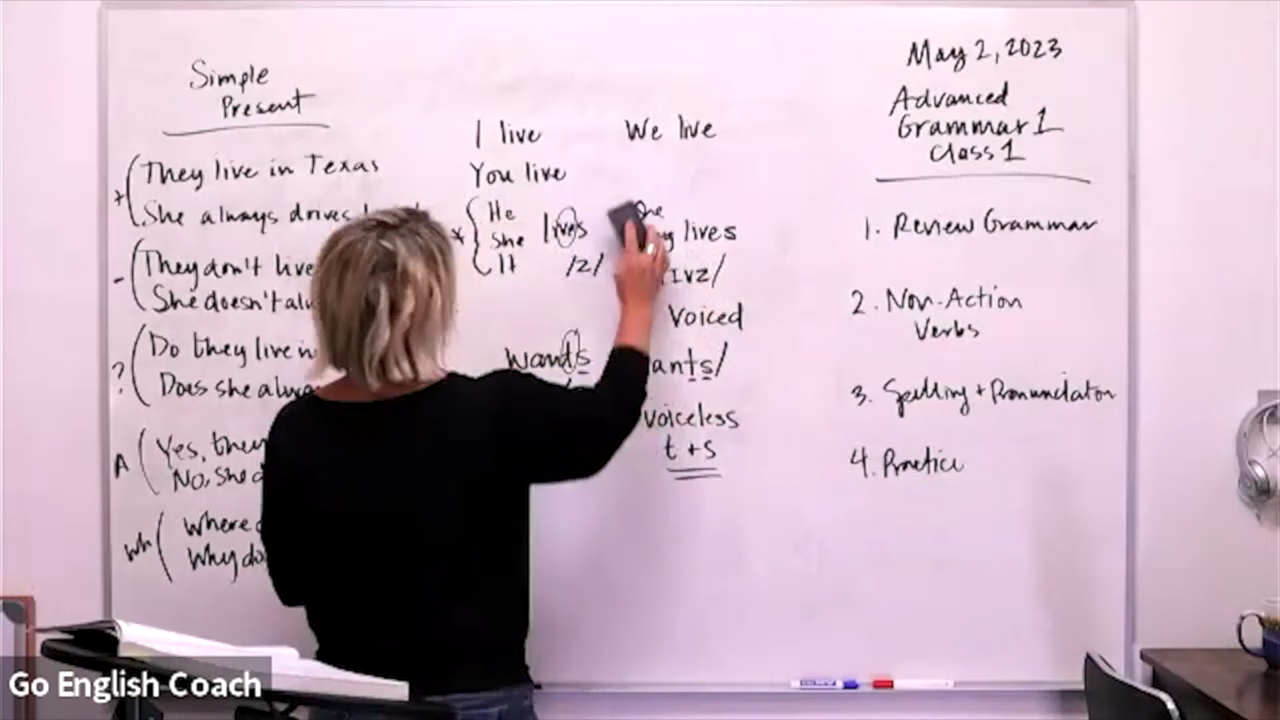 Simple
Present
+ ( They live in Texas
She always drives
- ( They don't live
She doesn't
? ( Do they live
Does she
A ( Yes, they
No, she
Wh ( Where
Why
I live
You live
* { He
She
It
lives
/z/
wants
We live
lives
IVZ/
Voiced
ants/
voiceless
t + s
May 2, 2023
Advanced
Grammar 1
Class 1
1. Review Grammar
2. Non-Action
Verbs
3. Spelling + Pronunciation
4. Practice
Go English Coach